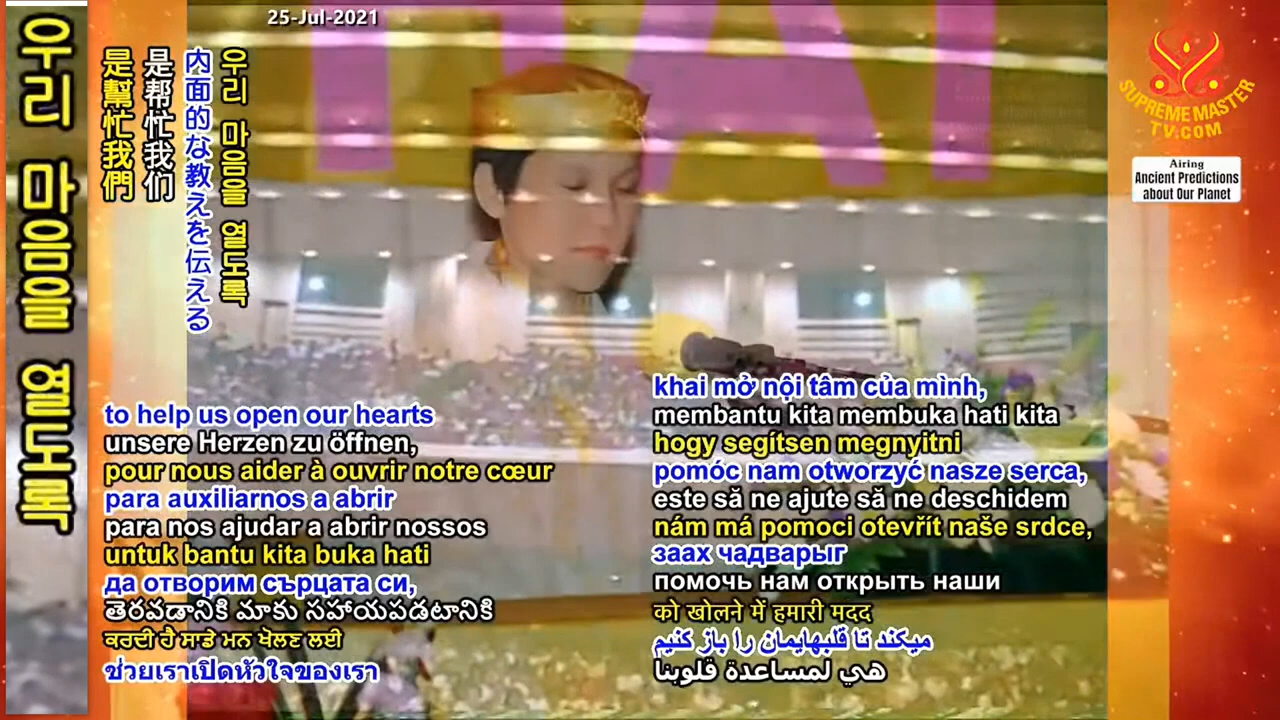 25-Jul-2021
우리 마음을 열도록
우리 마음을 열도록
内面的な教えを伝える
是帮忙我们
是幫忙我們
SUPREME MASTER
TV.COM
Airing
Ancient Predictions
about Our Planet
to help us open our hearts
unsere Herzen zu öffnen,
pour nous aider à ouvrir notre cœur
para auxiliarnos a abrir
para nos ajudar a abrir nossos
untuk bantu kita buka hati
да отворим сърцата си,
తెరవడానికి మాకు సహాయపడటానికి
ਕਰਦੀ ਹੈ ਸਾਡੇ ਮਨ ਖੋਲਣ ਲਈ
ช่วยเราเปิดหัวใจของเรา
khai mở nội tâm của mình,
membantu kita membuka hati kita
hogy segítsen megnyitni
pomóc nam otworzyć nasze serca,
este să ne ajute să ne deschidem
nám má pomoci otevřít naše srdce,
заах чадварыг
помочь нам открыть наши
को खोलने में हमारी मदद
میکند تا قلبهایمان را باز کنیم
هي لمساعدة قلوبنا